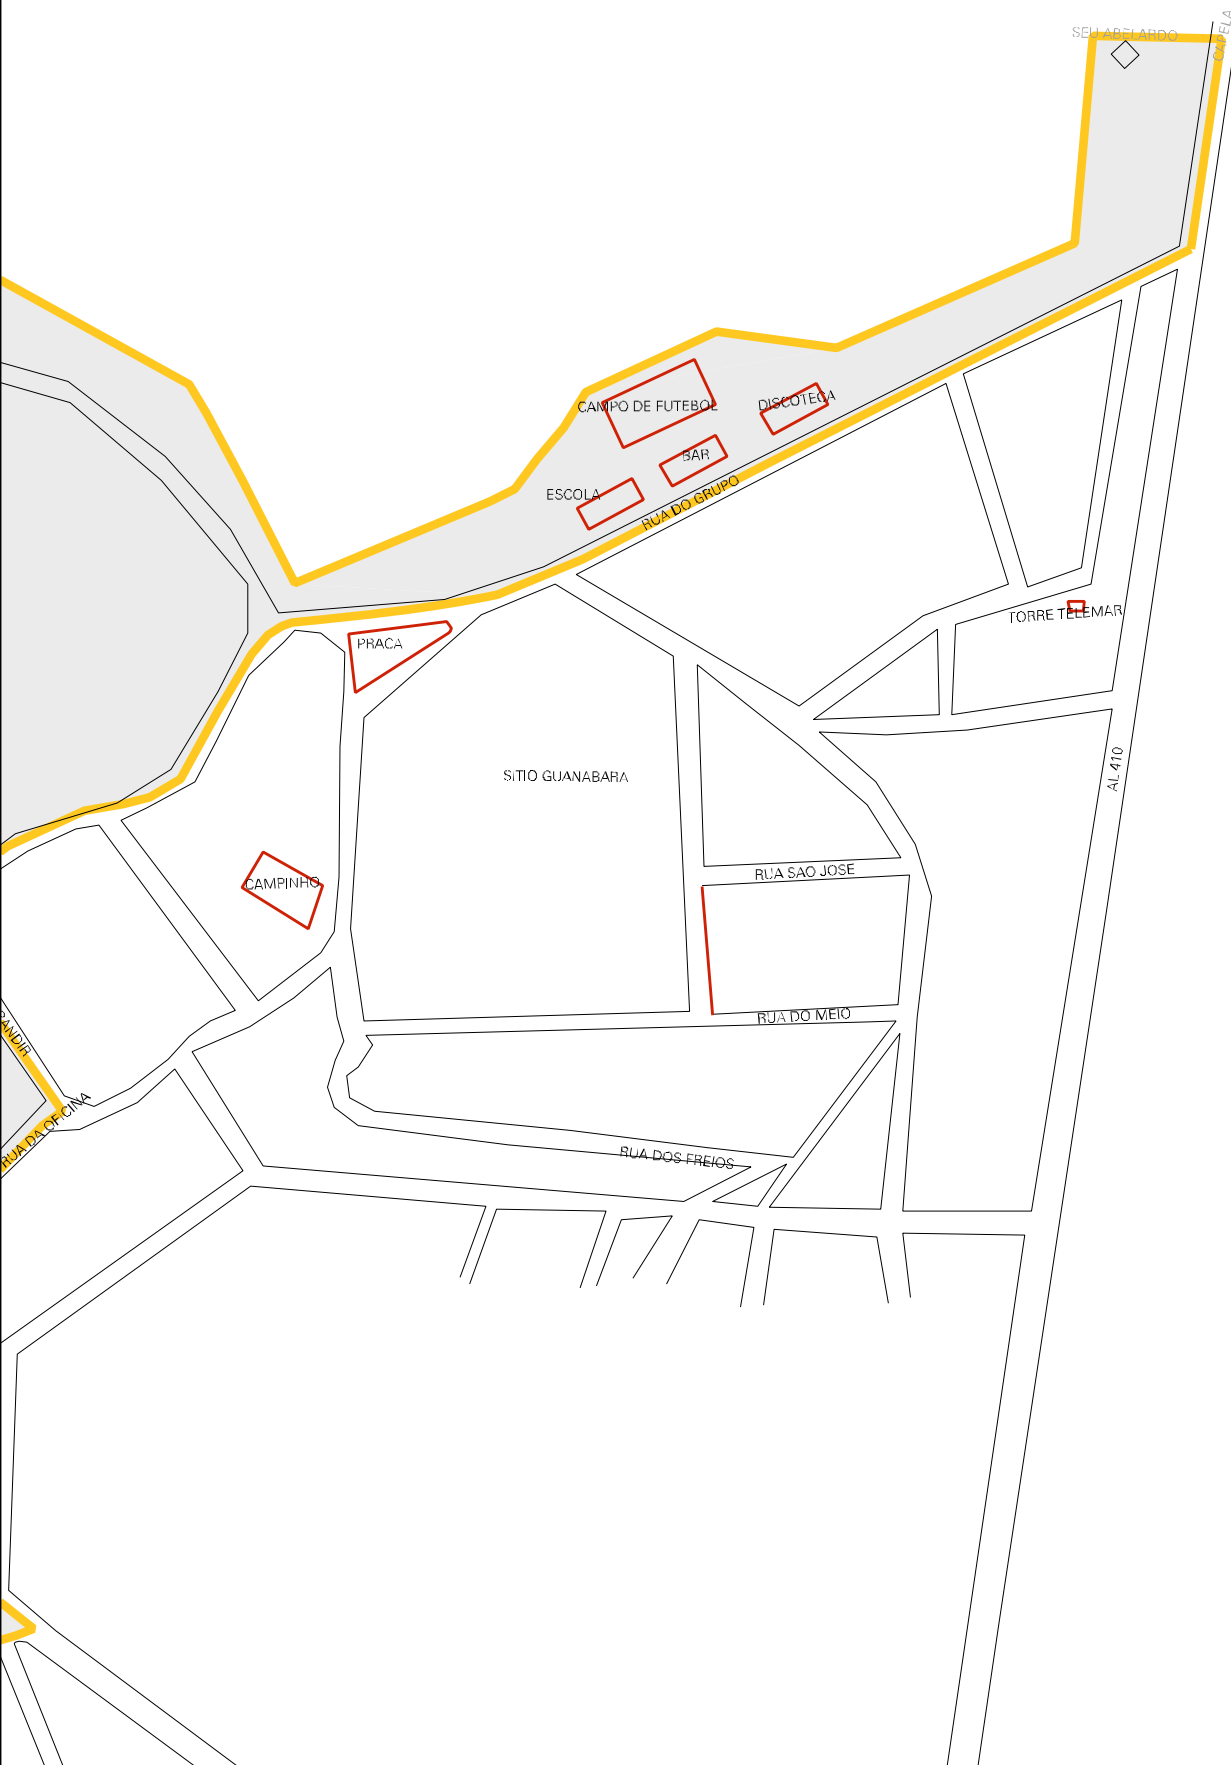 SEU ABELARDO
CAPELA
CAMPO DE FUTEBOL
DISCOTECA
BAR
ESCOLA
RUA DO GRUPO
TORRE TELEMAR
PRACA
SITIO GUANABARA
AL 410
RUA SAO JOSE
CAMPINHO
RUA DO MEIO
RUA DA OFICINA
RUA DOS FREIOS